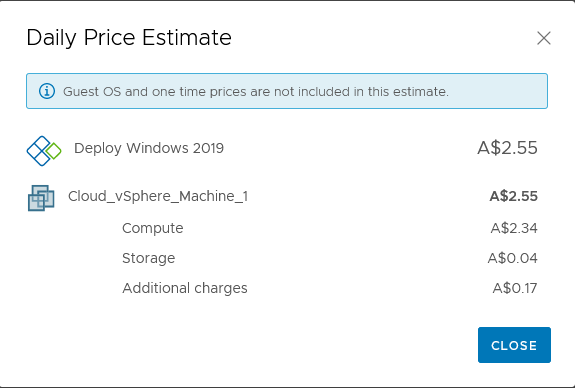 Daily Price Estimate
Guest OS and one time prices are not included in this estimate.
Deploy Windows 2019 A$2.55
Cloud_vSphere_Machine_1 A$2.55
Compute A$2.34
Storage A$0.04
Additional charges A$0.17
CLOSE